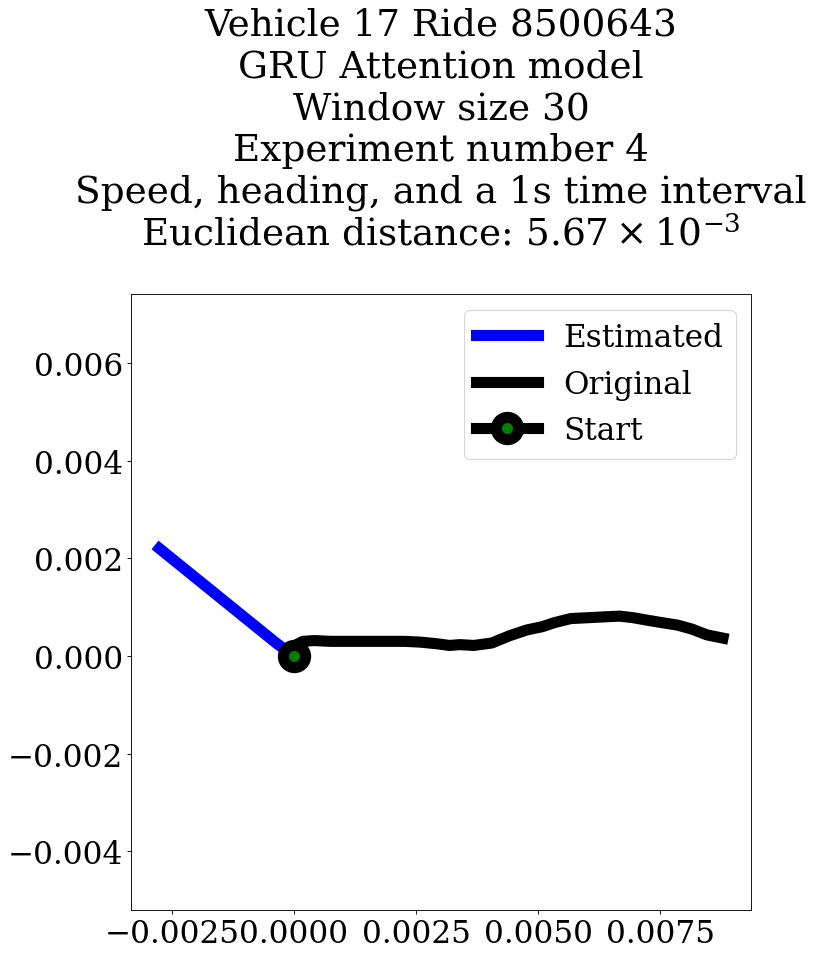 Vehicle 17 Ride 8500643
GRU Attention model
Window size 30
Experiment number 4
Speed, heading, and a 1s time interval
Euclidean distance: 5.67 × 10⁻³
Estimated
Original
Start
0.006
0.004
0.002
0.000
−0.002
−0.004
−0.0025 0.0000 0.0025 0.0050 0.0075